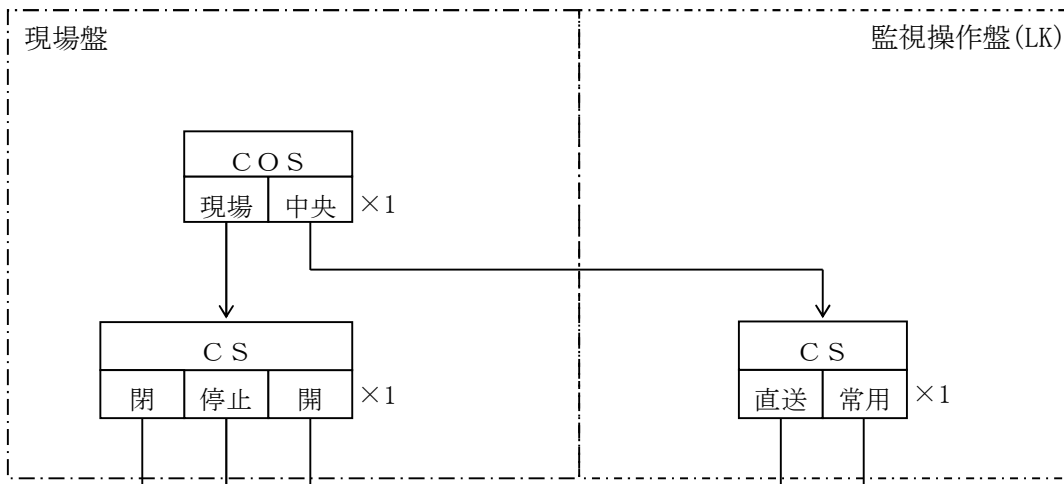 現場盤
監視操作盤(LK)
ＣＯＳ
現場 中央 ×1
ＣＳ
閉 停止 開 ×1
ＣＳ
直送 常用 ×1